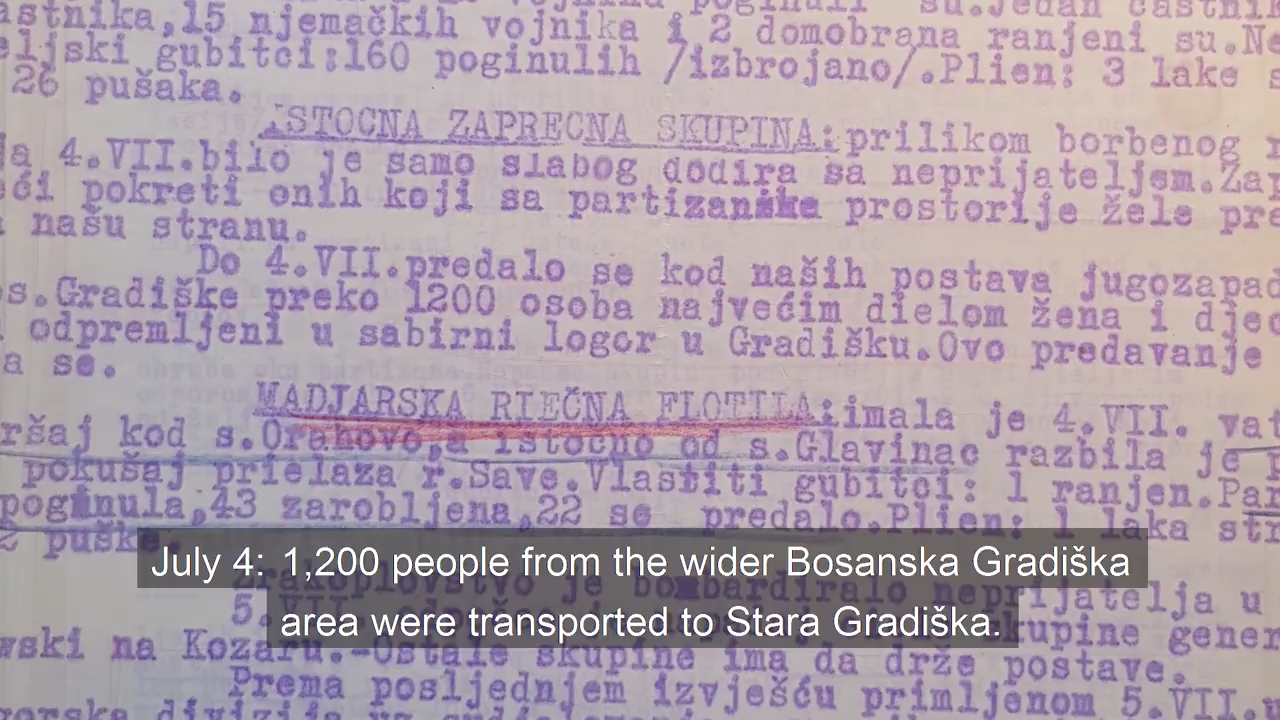 astnika,15 njemačkih vojnika i 2 domobrana ranjeni su.Ne
eljski gubitci:160 poginulih /izbrojano/.Plien: 3 lake s
26 pušaka.
ISTOCNA ZAPRECNA SKUPINA:prilikom borbenog
a 4.VII.bilo je samo slabog dodira sa neprijateljem.Zap
ći pokreti onih koji sa partizanske prostorije žele pr
našu stranu.
Do 4.VII.predalo se kod naših postava jugozapad
s.Gradiške preko 1200 osoba najvećim dielom žena i djec
odpremljeni u sabirni logor u Gradišku.Ovo predavanje
a se.
MADJARSKA RIEČNA FLOTILA:imala je 4.VII. vat
ršaj kod s.Orahovo,a istočno od s.Glavinac razbila je p
pokušaj prielaza r.Save.Vlastiti gubitci: 1 ranjen.Par
poginula,43 zarobljena,22 se predalo.Plien: 1 laka str
2 puške.
July 4: 1,200 people from the wider Bosanska Gradiška
area were transported to Stara Gradiška.
Zrakoplovstvo je bombardiralo neprijatelja u
5.VII.
skupine gener
wski na Kozaru.-Ostale skupine ima da drže postave.
Prema posljednjem izvješću primljenom 5.VII.
gorska divizija